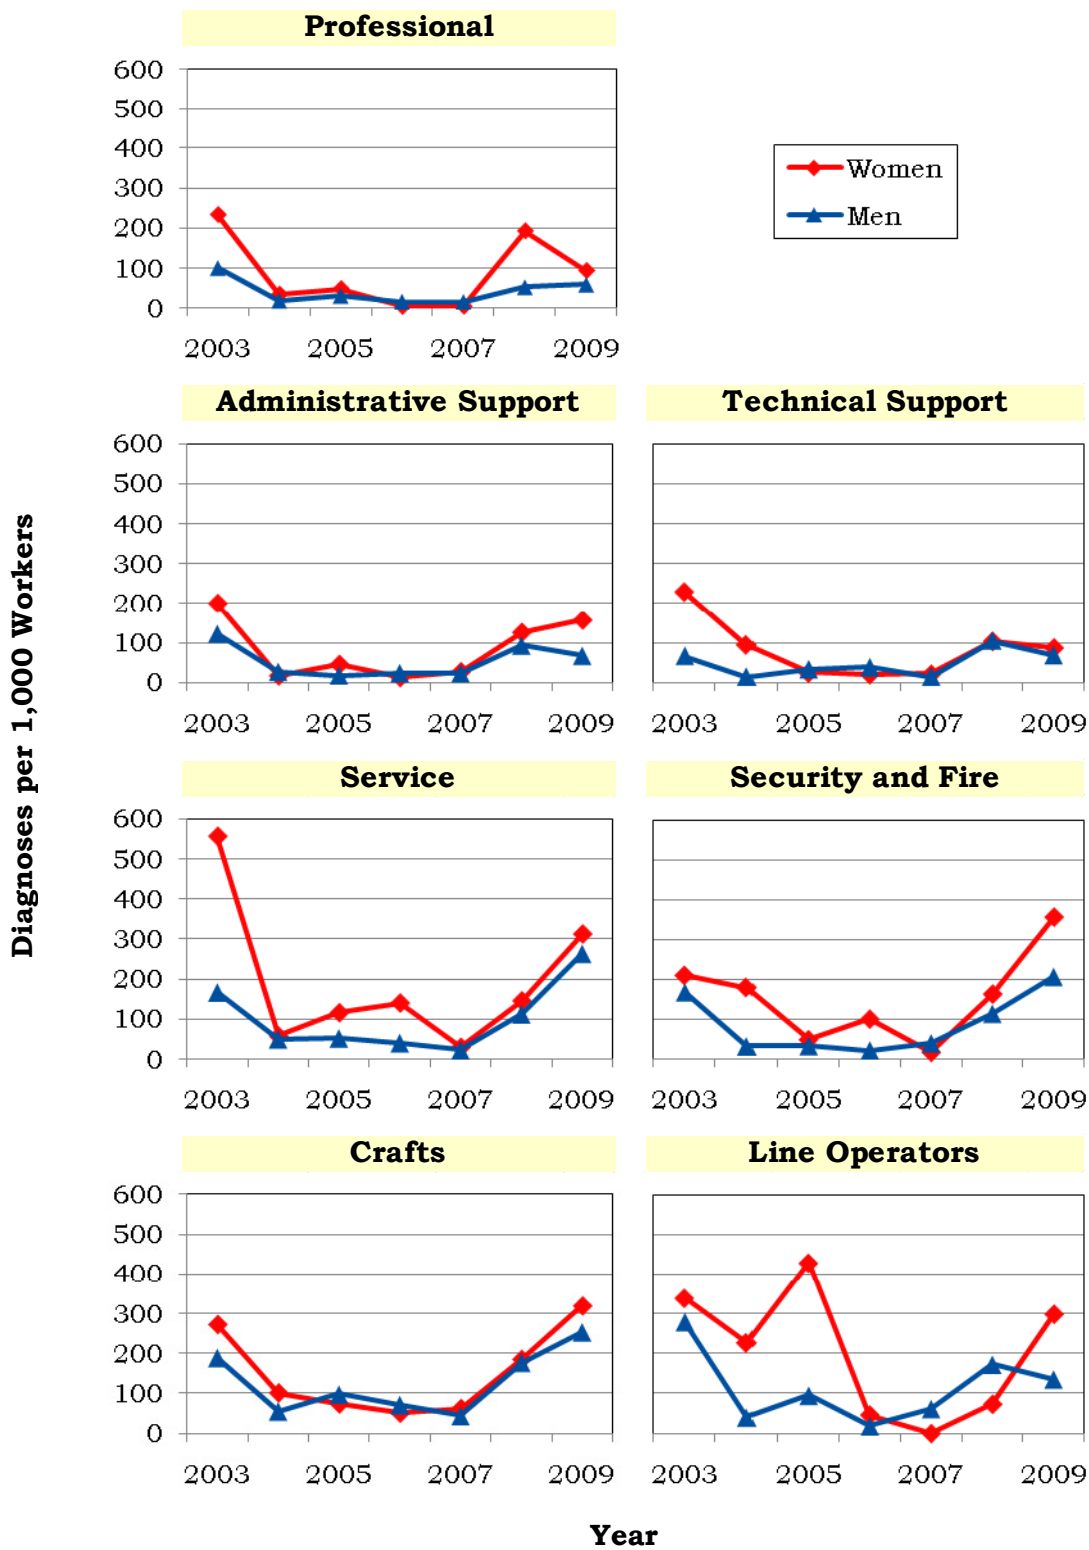 Professional
600
500
400
300
200
100
0
2003 2005 2007 2009
Women
Men
Diagnoses per 1,000 Workers
Administrative Support
600
500
400
300
200
100
0
2003 2005 2007 2009
Technical Support
2003 2005 2007 2009
Service
600
500
400
300
200
100
0
2003 2005 2007 2009
Security and Fire
2003 2005 2007 2009
Crafts
600
500
400
300
200
100
0
2003 2005 2007 2009
Line Operators
2003 2005 2007 2009
Year